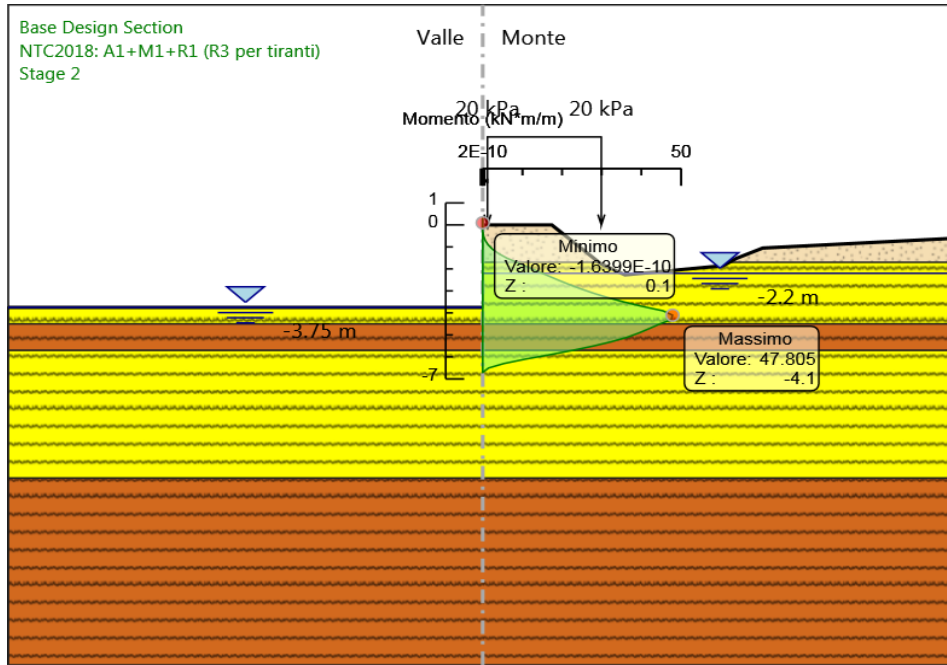 Base Design Section
NTC2018: A1+M1+R1 (R3 per tiranti)
Stage 2
Valle
Monte
20 kPa
20 kPa
Momento (kN*m/m)
2E-10
50
1
0
-7
Minimo
Valore: -1.6399E-10
Z : 0.1
-2.2 m
-3.75 m
Massimo
Valore: 47.805
Z : -4.1